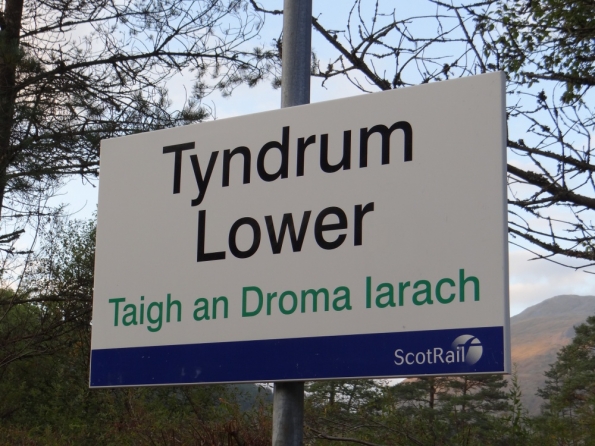 Tyndrum
Lower
Taigh an Droma Iarach
ScotRail